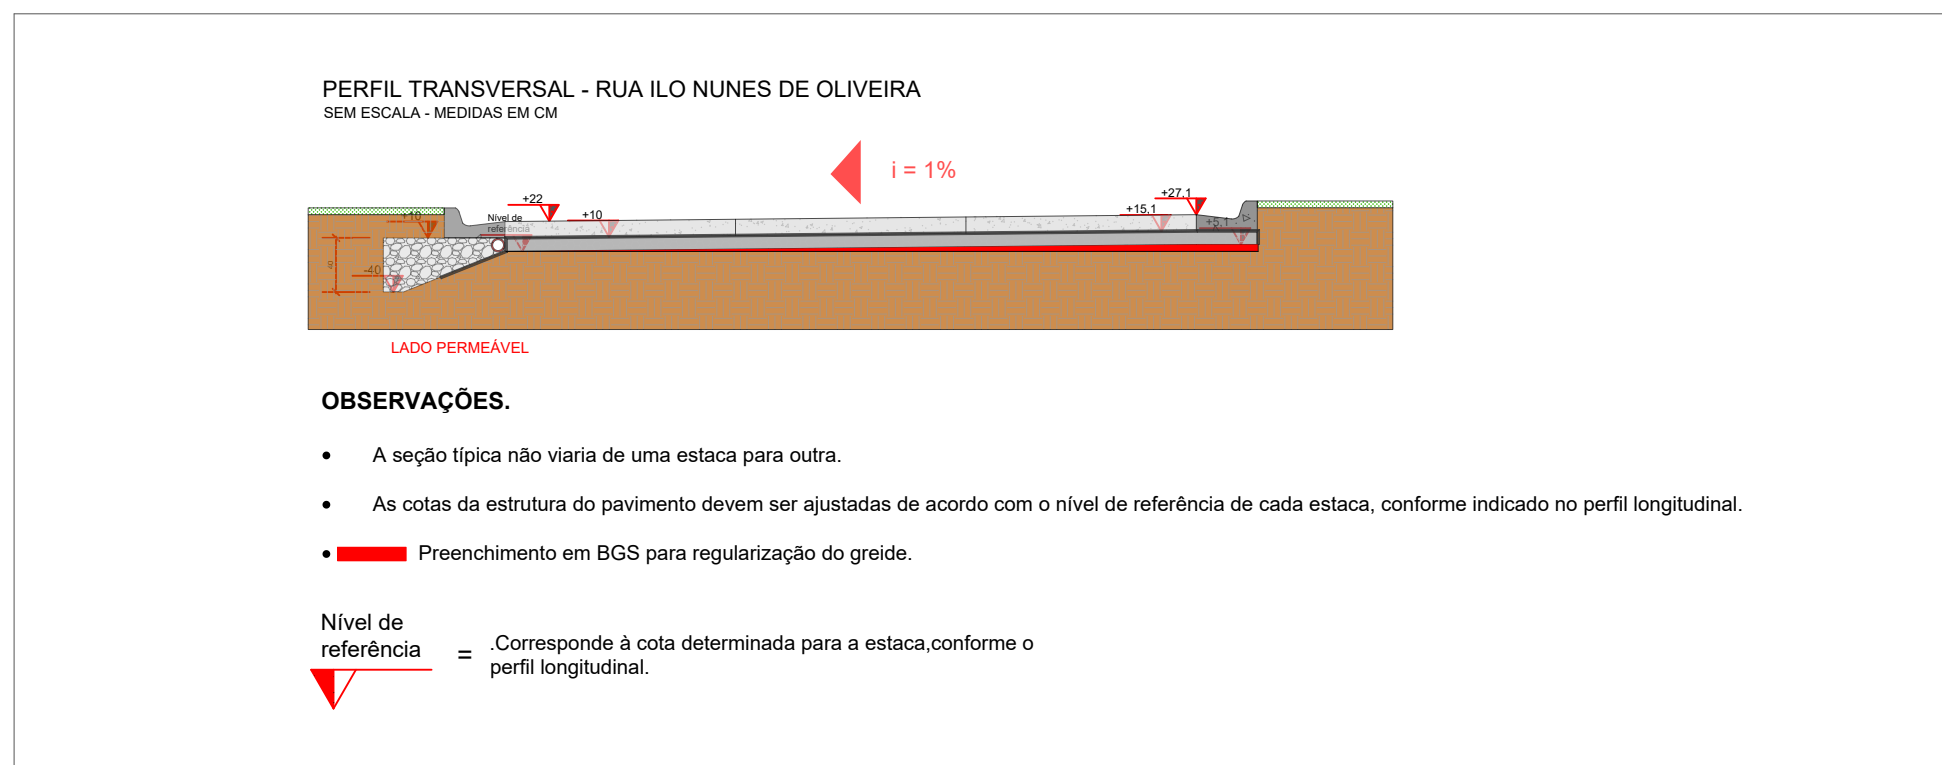 PERFIL TRANSVERSAL - RUA ILO NUNES DE OLIVEIRA
SEM ESCALA - MEDIDAS EM CM
i = 1%
+22
+27,1
+10
Nível de
referência
+10
+15,1
+5,1
40
-40
LADO PERMEÁVEL
OBSERVAÇÕES.
• A seção típica não viaria de uma estaca para outra.
• As cotas da estrutura do pavimento devem ser ajustadas de acordo com o nível de referência de cada estaca, conforme indicado no perfil longitudinal.
• Preenchimento em BGS para regularização do greide.
Nível de
referência
= .Corresponde à cota determinada para a estaca,conforme o
perfil longitudinal.